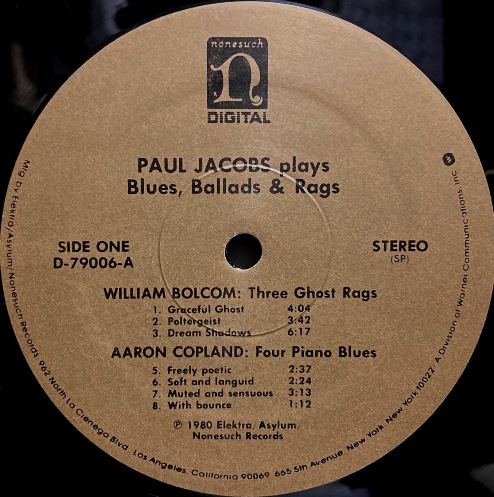 nonesuch
n
DIGITAL
PAUL JACOBS plays
Blues, Ballads & Rags
SIDE ONE
D-79006-A
STEREO
(SP)
WILLIAM BOLCOM: Three Ghost Rags
1. Graceful Ghost 4:04
2. Poltergeist 3:42
3. Dream Shadows 6:17
AARON COPLAND: Four Piano Blues
5. Freely poetic 2:37
6. Soft and languid 2:24
7. Muted and sensuous 3:13
8. With bounce 1:12
℗ 1980 Elektra/Asylum/
Nonesuch Records
Mfg by Elektra/Asylum/Nonesuch Records 962 North La Cienega Blvd. Los Angeles, California 90069 665 5th Avenue, New York, New York 10022 A Division of Warner Communications Inc.